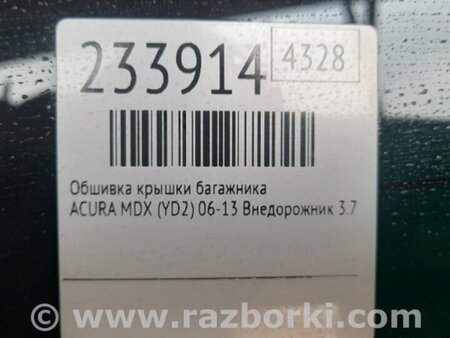 233914 4328
Обшивка крышки багажника
ACURA MDX (YD2) 06-13 Внедорожник 3.7
www.razborki.com